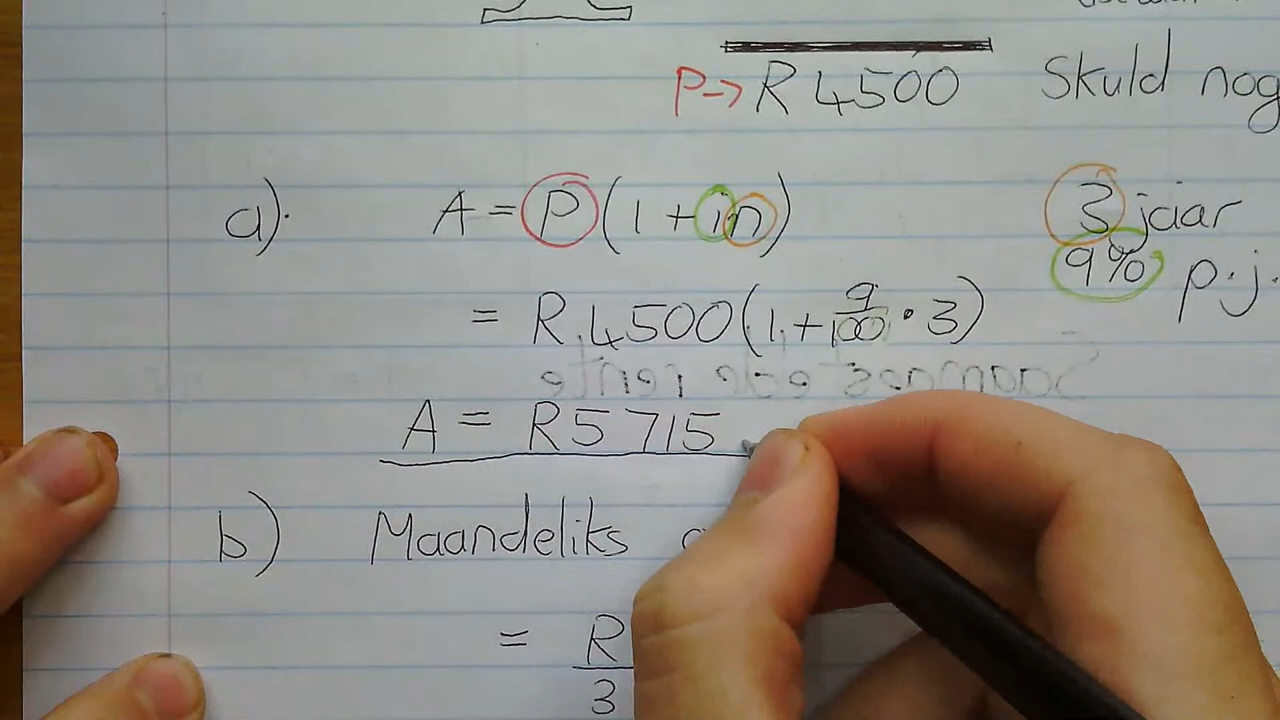 P→ R 4500 Skuld nog
a). A = P(1 + in) 3 jaar
= R 4500(1 + 9/100 · 3) 9% p.j.
A = R5 715
b) Maandeliks
= R
3